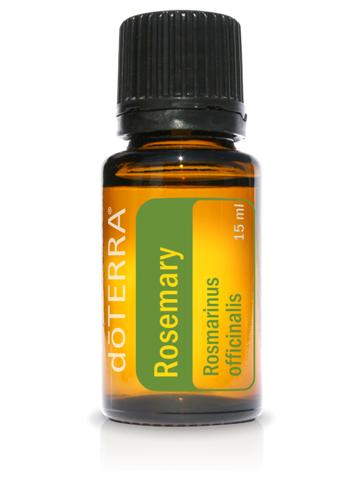 dōTERRA®
Rosemary
Rosmarinus
officinalis
15 ml